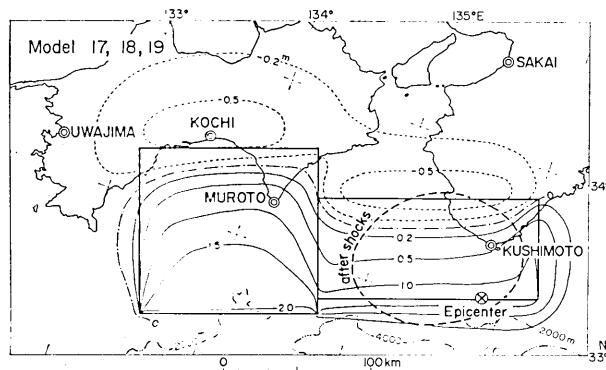 133°
134°
135°E
Model 17, 18, 19
-0.2m
SAKAI
-0.5
KOCHI
UWAJIMA
-0.5
34°
MUROTO
0.2
KUSHIMOTO
after shocks
0.5
1.5
1.0
Epicenter
2.0
2000m
4000
N
33°
0
100km